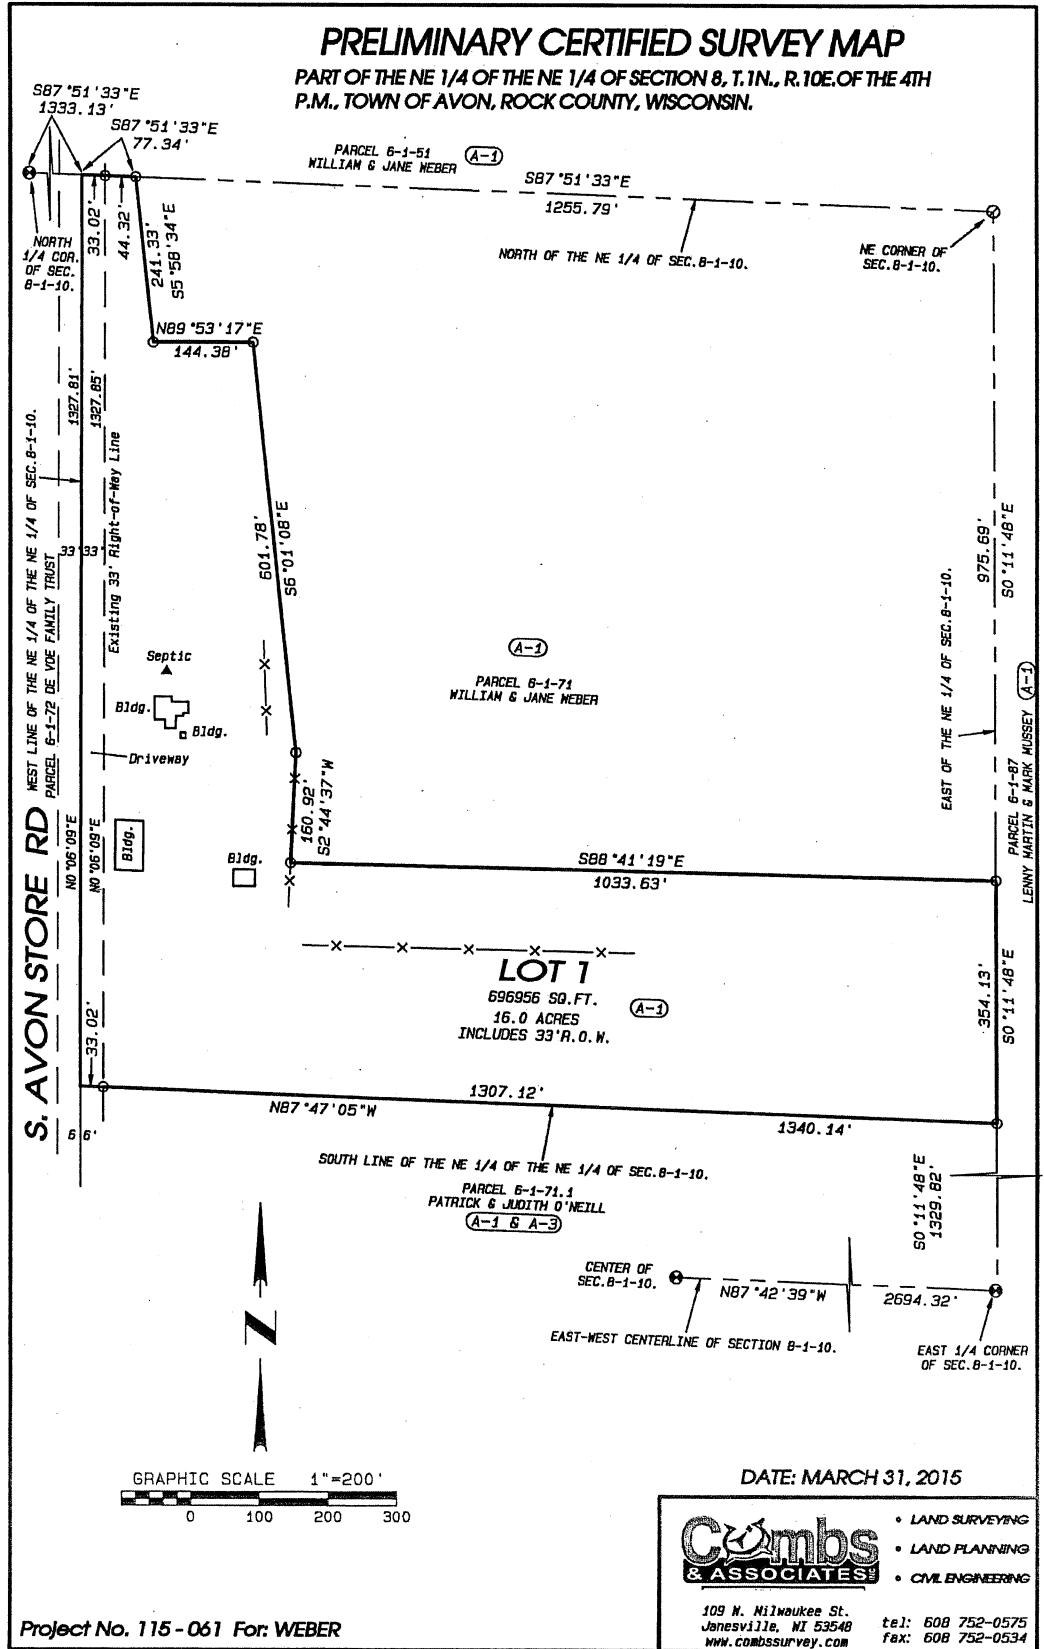 PRELIMINARY CERTIFIED SURVEY MAP
PART OF THE NE 1/4 OF THE NE 1/4 OF SECTION 8, T.1N., R.10E.OF THE 4TH
P.M., TOWN OF AVON, ROCK COUNTY, WISCONSIN.
S87°51'33"E
1333.13'
S87°51'33"E
77.34'
PARCEL 6-1-51
WILLIAM & JANE WEBER
A-1
S87°51'33"E
1255.79'
NORTH OF THE NE 1/4 OF SEC.8-1-10.
NE CORNER OF
SEC.8-1-10.
NORTH
1/4 COR.
OF SEC.
8-1-10.
33.02'
44.32'
241.33'
S5°58'34"E
N89°53'17"E
144.38'
1327.81'
1327.85'
WEST LINE OF THE NE 1/4 OF THE NE 1/4 OF SEC.8-1-10.
PARCEL 6-1-72 DE VOE FAMILY TRUST
Existing 33' Right-of-Way Line
33'
33'
601.78'
S6°01'08"E
975.69'
S0°11'48"E
EAST OF THE NE 1/4 OF SEC.8-1-10.
A-1
PARCEL 6-1-71
WILLIAM & JANE WEBER
PARCEL 6-1-87
LENNY MARTIN & MARK MUSSEY
A-1
Septic
Bldg.
Bldg.
Driveway
160.92'
S2°44'37"W
S. AVON STORE RD
N0°06'09"E
N0°06'09"E
Bldg.
Bldg.
S88°41'19"E
1033.63'
LOT 1
696956 SQ.FT.
16.0 ACRES
INCLUDES 33'R.O.W.
A-1
354.13'
S0°11'48"E
33.02'
1307.12'
N87°47'05"W
1340.14'
66'
SOUTH LINE OF THE NE 1/4 OF THE NE 1/4 OF SEC.8-1-10.
PARCEL 6-1-71.1
PATRICK & JUDITH O'NEILL
A-1 & A-3
S0°11'48"E
1329.82'
CENTER OF
SEC.8-1-10.
N87°42'39"W
2694.32'
EAST-WEST CENTERLINE OF SECTION 8-1-10.
EAST 1/4 CORNER
OF SEC.8-1-10.
N
GRAPHIC SCALE 1"=200'
0 100 200 300
DATE: MARCH 31, 2015
Combs
& ASSOCIATES INC
• LAND SURVEYING
• LAND PLANNING
• CIVIL ENGINEERING
109 W. Milwaukee St.
Janesville, WI 53548
www.combssurvey.com
tel: 608 752-0575
fax: 608 752-0534
Project No. 115 - 061 For: WEBER